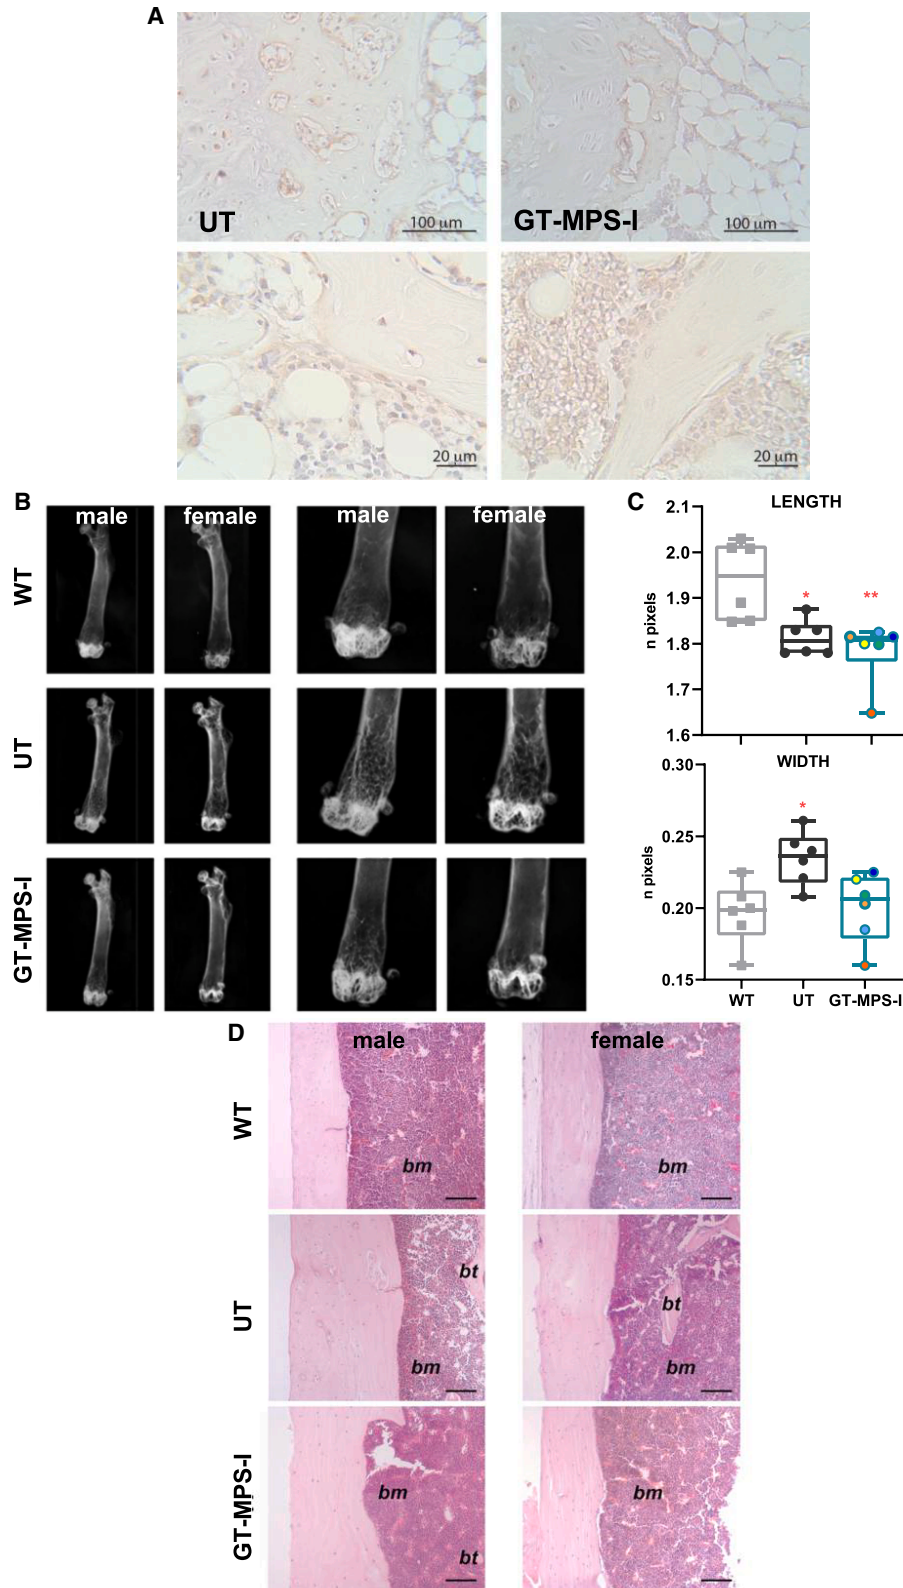 A
UT
100 µm
GT-MPS-I
100 µm
20 µm
20 µm
B
male
female
male
female
WT
UT
GT-MPS-I
C
LENGTH
n pixels
2.1
2.0
1.9
1.8
1.7
1.6
*
**
WIDTH
n pixels
0.30
0.25
0.20
0.15
*
WT
UT
GT-MPS-I
D
male
female
WT
bm
bm
UT
bt
bm
bt
bm
GT-MPS-I
bm
bt
bm